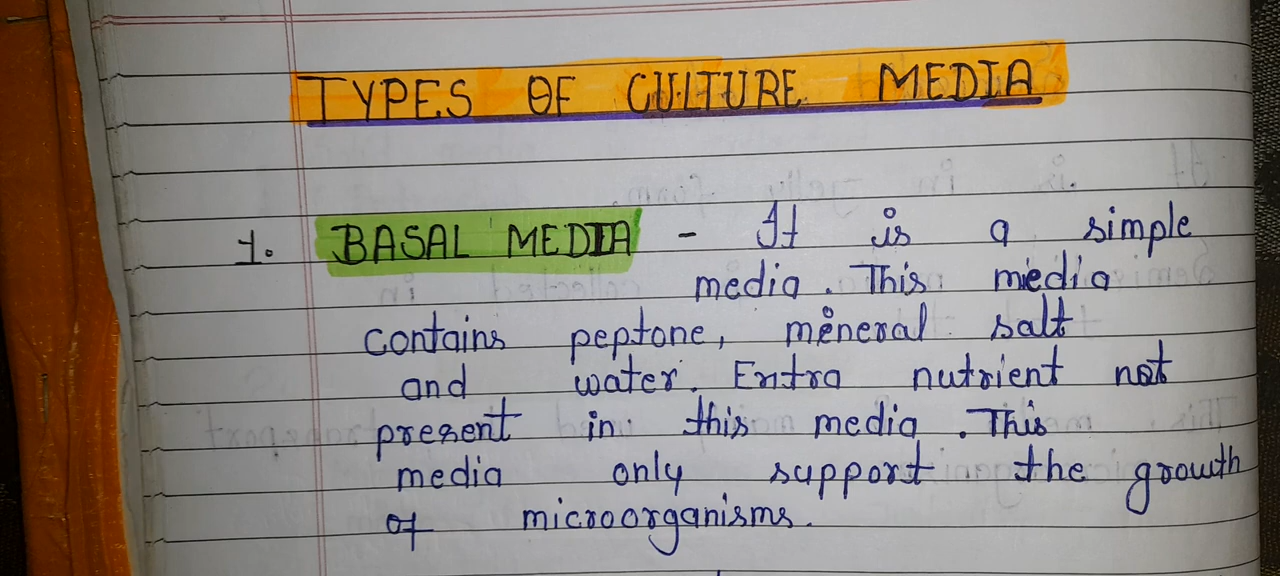 TYPES OF CULTURE MEDIA
1. BASAL MEDIA - It is a simple
media. This media
contains peptone, mineral salt
and water. Extra nutrient not
present in this media. This
media only support the growth
of microorganisms.